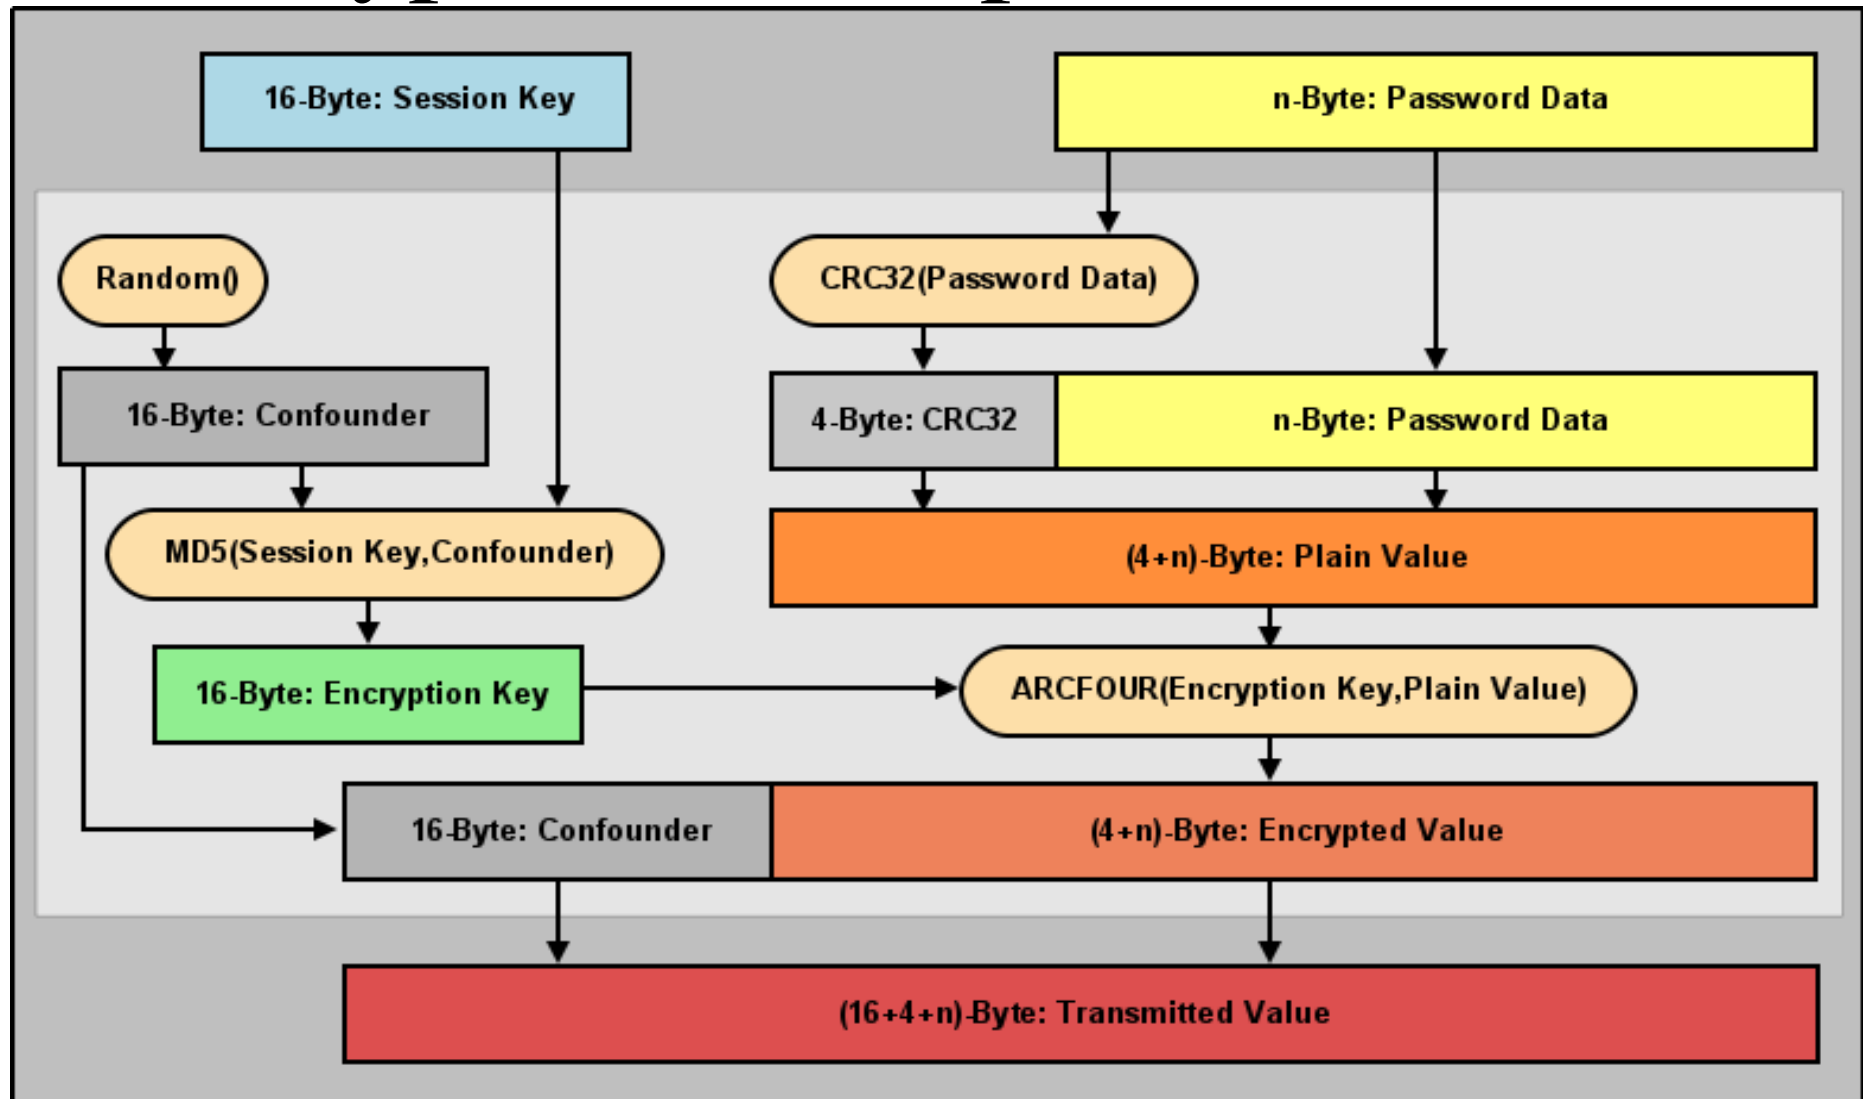 16-Byte: Session Key
n-Byte: Password Data
Random()
CRC32(Password Data)
16-Byte: Confounder
4-Byte: CRC32
n-Byte: Password Data
MD5(Session Key,Confounder)
(4+n)-Byte: Plain Value
16-Byte: Encryption Key
ARCFOUR(Encryption Key,Plain Value)
16-Byte: Confounder
(4+n)-Byte: Encrypted Value
(16+4+n)-Byte: Transmitted Value